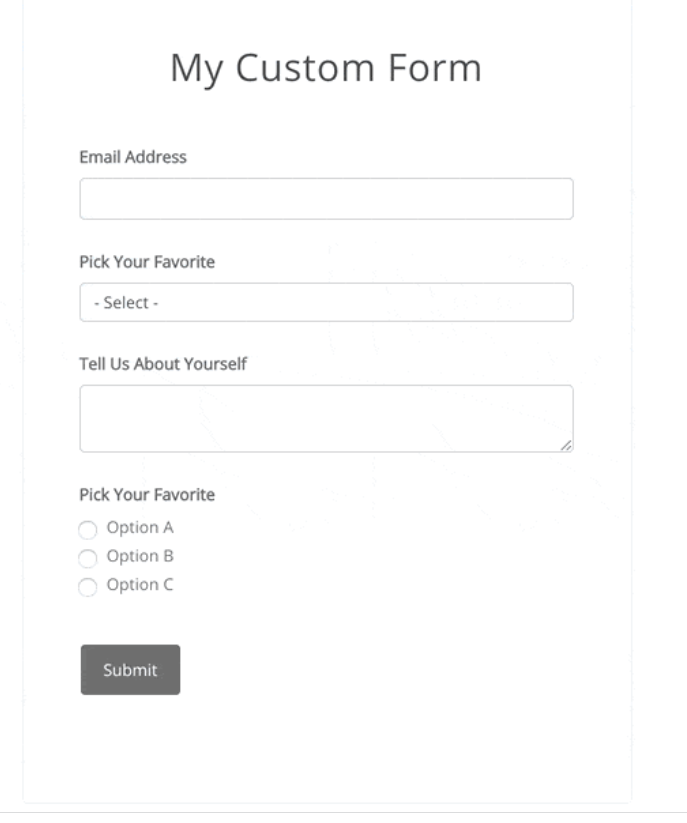 My Custom Form
Email Address
Pick Your Favorite
- Select -
Tell Us About Yourself
Pick Your Favorite
Option A
Option B
Option C
Submit